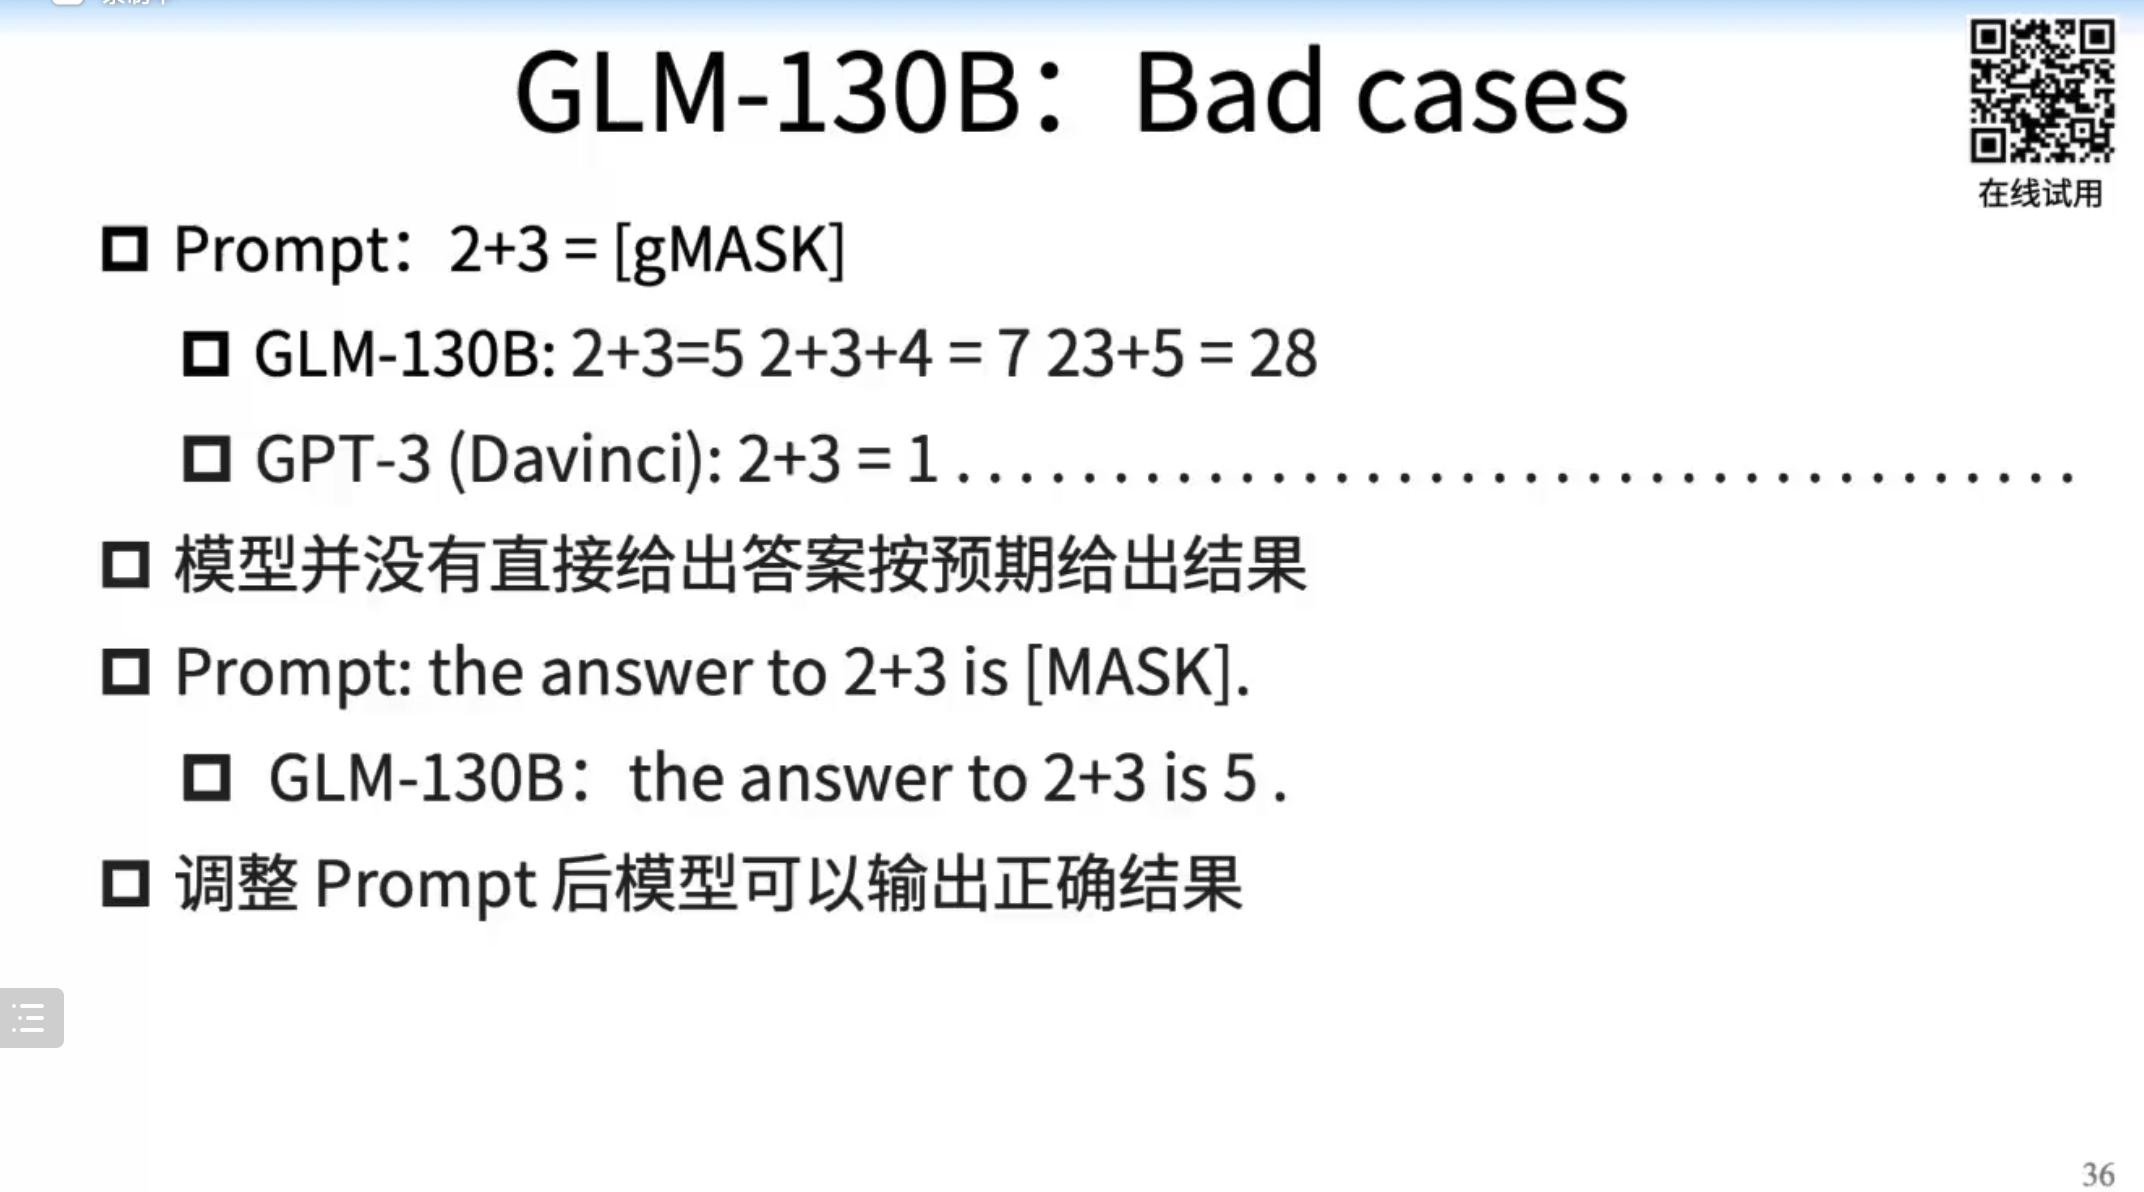 GLM-130B：Bad cases
在线试用
Prompt：2+3 = [gMASK]
GLM-130B: 2+3=5 2+3+4 = 7 23+5 = 28
GPT-3 (Davinci): 2+3 = 1 . . . . . . . . . . . . . . . . . . . . . . . . . . . . . . . . . . . .
模型并没有直接给出答案按预期给出结果
Prompt: the answer to 2+3 is [MASK].
GLM-130B：the answer to 2+3 is 5 .
调整 Prompt 后模型可以输出正确结果
36